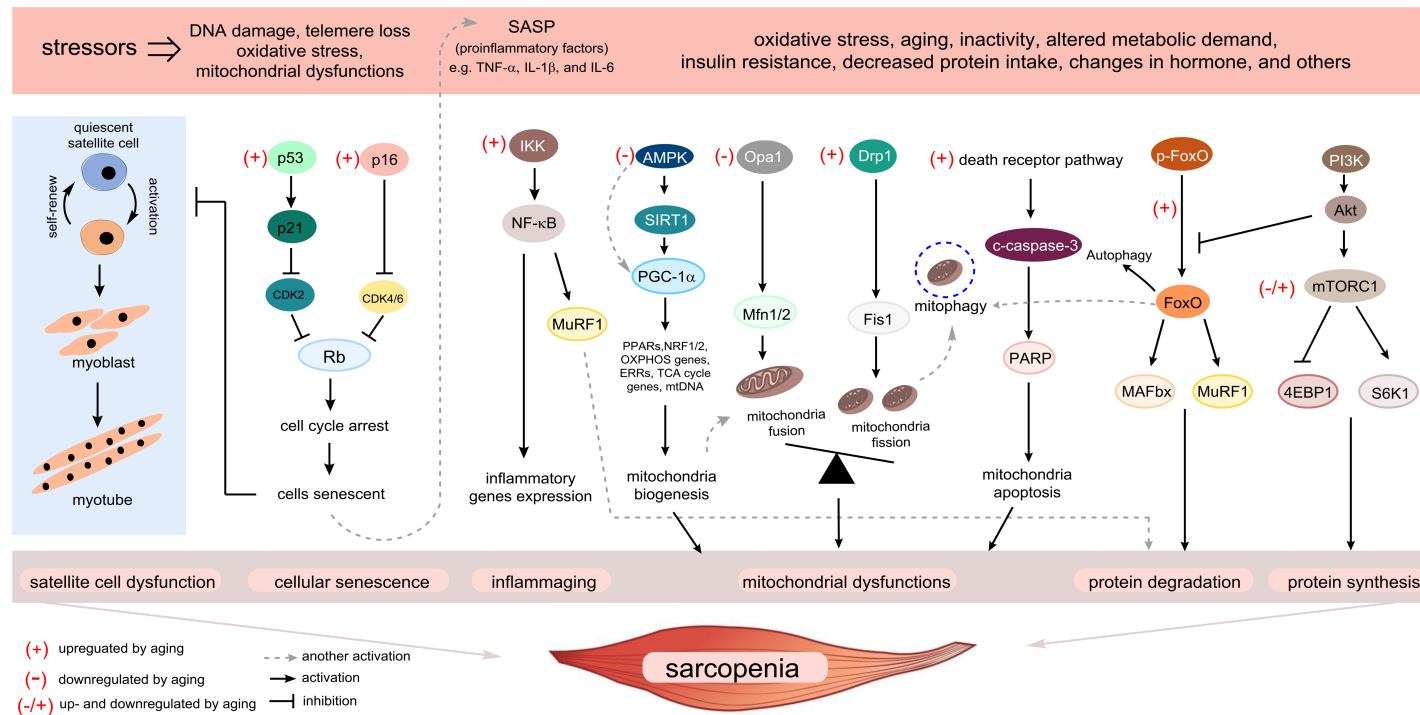 stressors
DNA damage, telemere loss
oxidative stress,
mitochondrial dysfunctions
SASP
(proinflammatory factors)
e.g. TNF-α, IL-1β, and IL-6
oxidative stress, aging, inactivity, altered metabolic demand,
insulin resistance, decreased protein intake, changes in hormone, and others
quiescent
satellite cell
self-renew
activation
myoblast
myotube
(+) p53
(+) p16
p21
CDK2
CDK4/6
Rb
cell cycle arrest
cells senescent
(+) IKK
NF-κB
MuRF1
inflammatory
genes expression
(-) AMPK
SIRT1
PGC-1α
PPARs,NRF1/2,
OXPHOS genes,
ERRs, TCA cycle
genes, mtDNA
mitochondria
biogenesis
(-) Opa1
Mfn1/2
mitochondria
fusion
(+) Drp1
Fis1
mitochondria
fission
mitophagy
(+) death receptor pathway
c-caspase-3
PARP
mitochondria
apoptosis
p-FoxO
(+)
Autophagy
FoxO
MAFbx
MuRF1
PI3K
Akt
(-/+) mTORC1
4EBP1
S6K1
satellite cell dysfunction
cellular senescence
inflammaging
mitochondrial dysfunctions
protein degradation
protein synthesis
sarcopenia
(+) upreguated by aging
(-) downregulated by aging
(-/+) up- and downregulated by aging
another activation
activation
inhibition